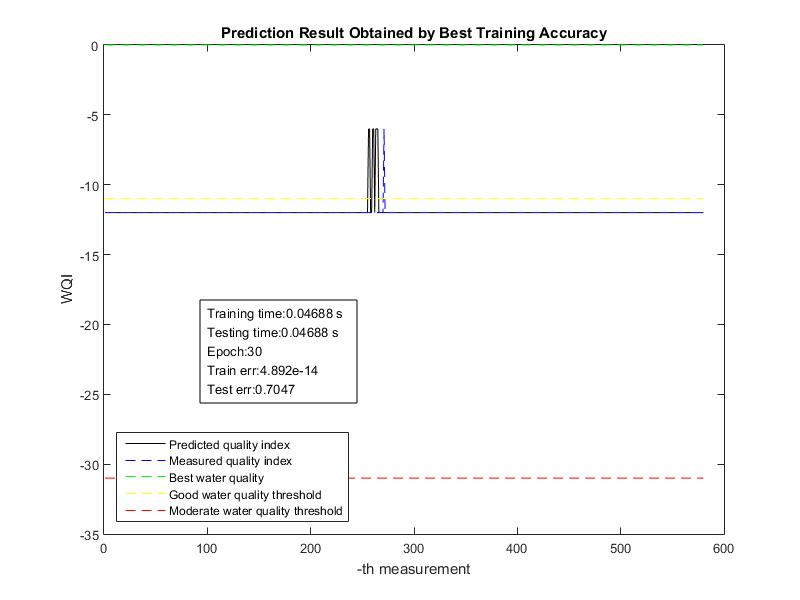 Prediction Result Obtained by Best Training Accuracy
0
-5
-10
-15
-20
-25
-30
-35
WQI
Training time:0.04688 s
Testing time:0.04688 s
Epoch:30
Train err:4.892e-14
Test err:0.7047
Predicted quality index
Measured quality index
Best water quality
Good water quality threshold
Moderate water quality threshold
0 100 200 300 400 500 600
-th measurement